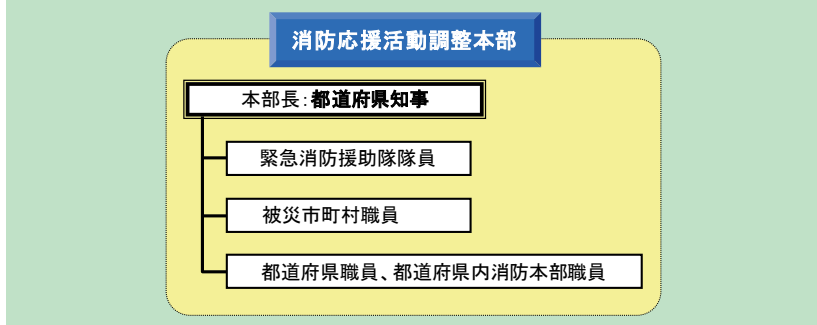 消防応援活動調整本部
本部長：都道府県知事
緊急消防援助隊隊員
被災市町村職員
都道府県職員、都道府県内消防本部職員